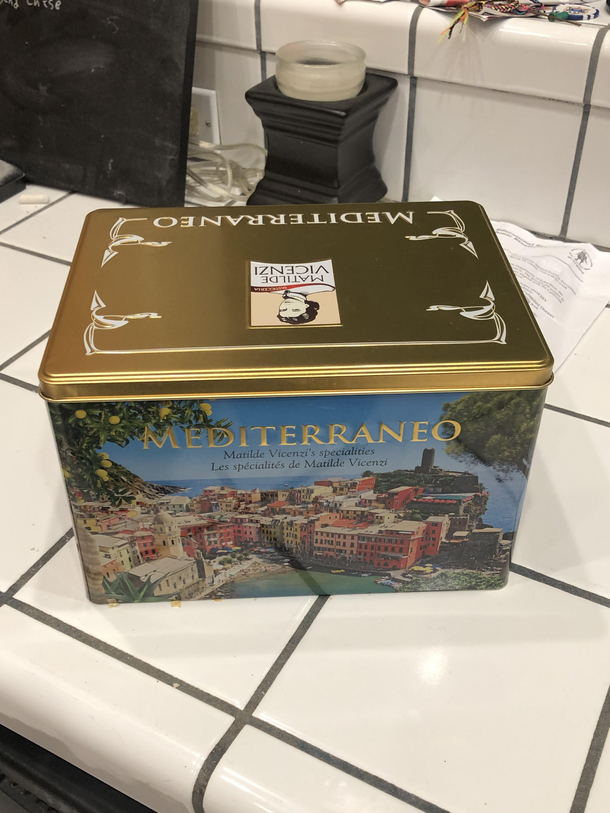 MEDITERRANEO
MATILDE
VICENZI
MEDITERRANEO
Matilde Vicenzi's specialities
Les spécialités de Matilde Vicenzi